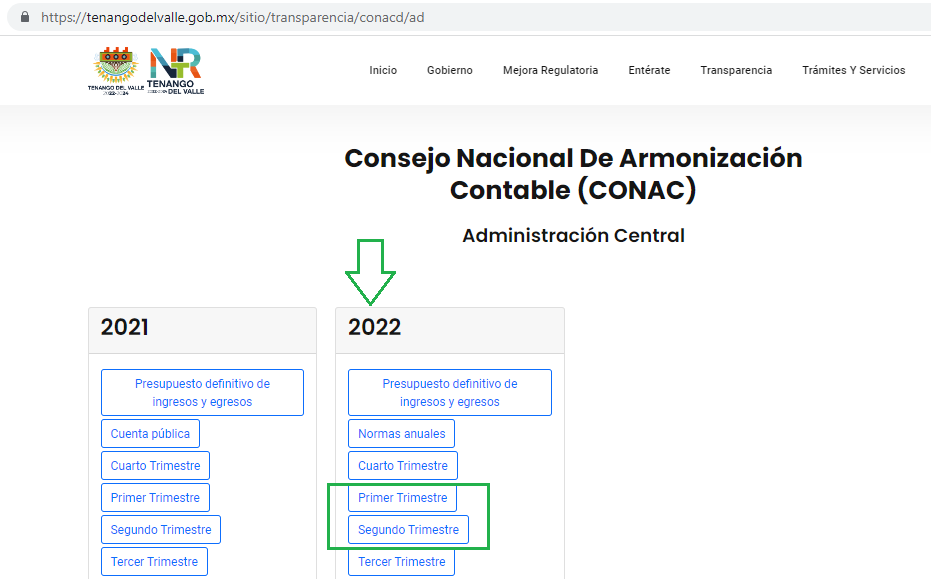 https://tenangodelvalle.gob.mx/sitio/transparencia/conacd/ad
TENANGO DEL VALLE
2022-2024
NR
TENANGO
DEL VALLE
Inicio
Gobierno
Mejora Regulatoria
Entérate
Transparencia
Trámites Y Servicios
Consejo Nacional De Armonización
Contable (CONAC)
Administración Central
2021
Presupuesto definitivo de
ingresos y egresos
Cuenta pública
Cuarto Trimestre
Primer Trimestre
Segundo Trimestre
Tercer Trimestre
2022
Presupuesto definitivo de
ingresos y egresos
Normas anuales
Cuarto Trimestre
Primer Trimestre
Segundo Trimestre
Tercer Trimestre